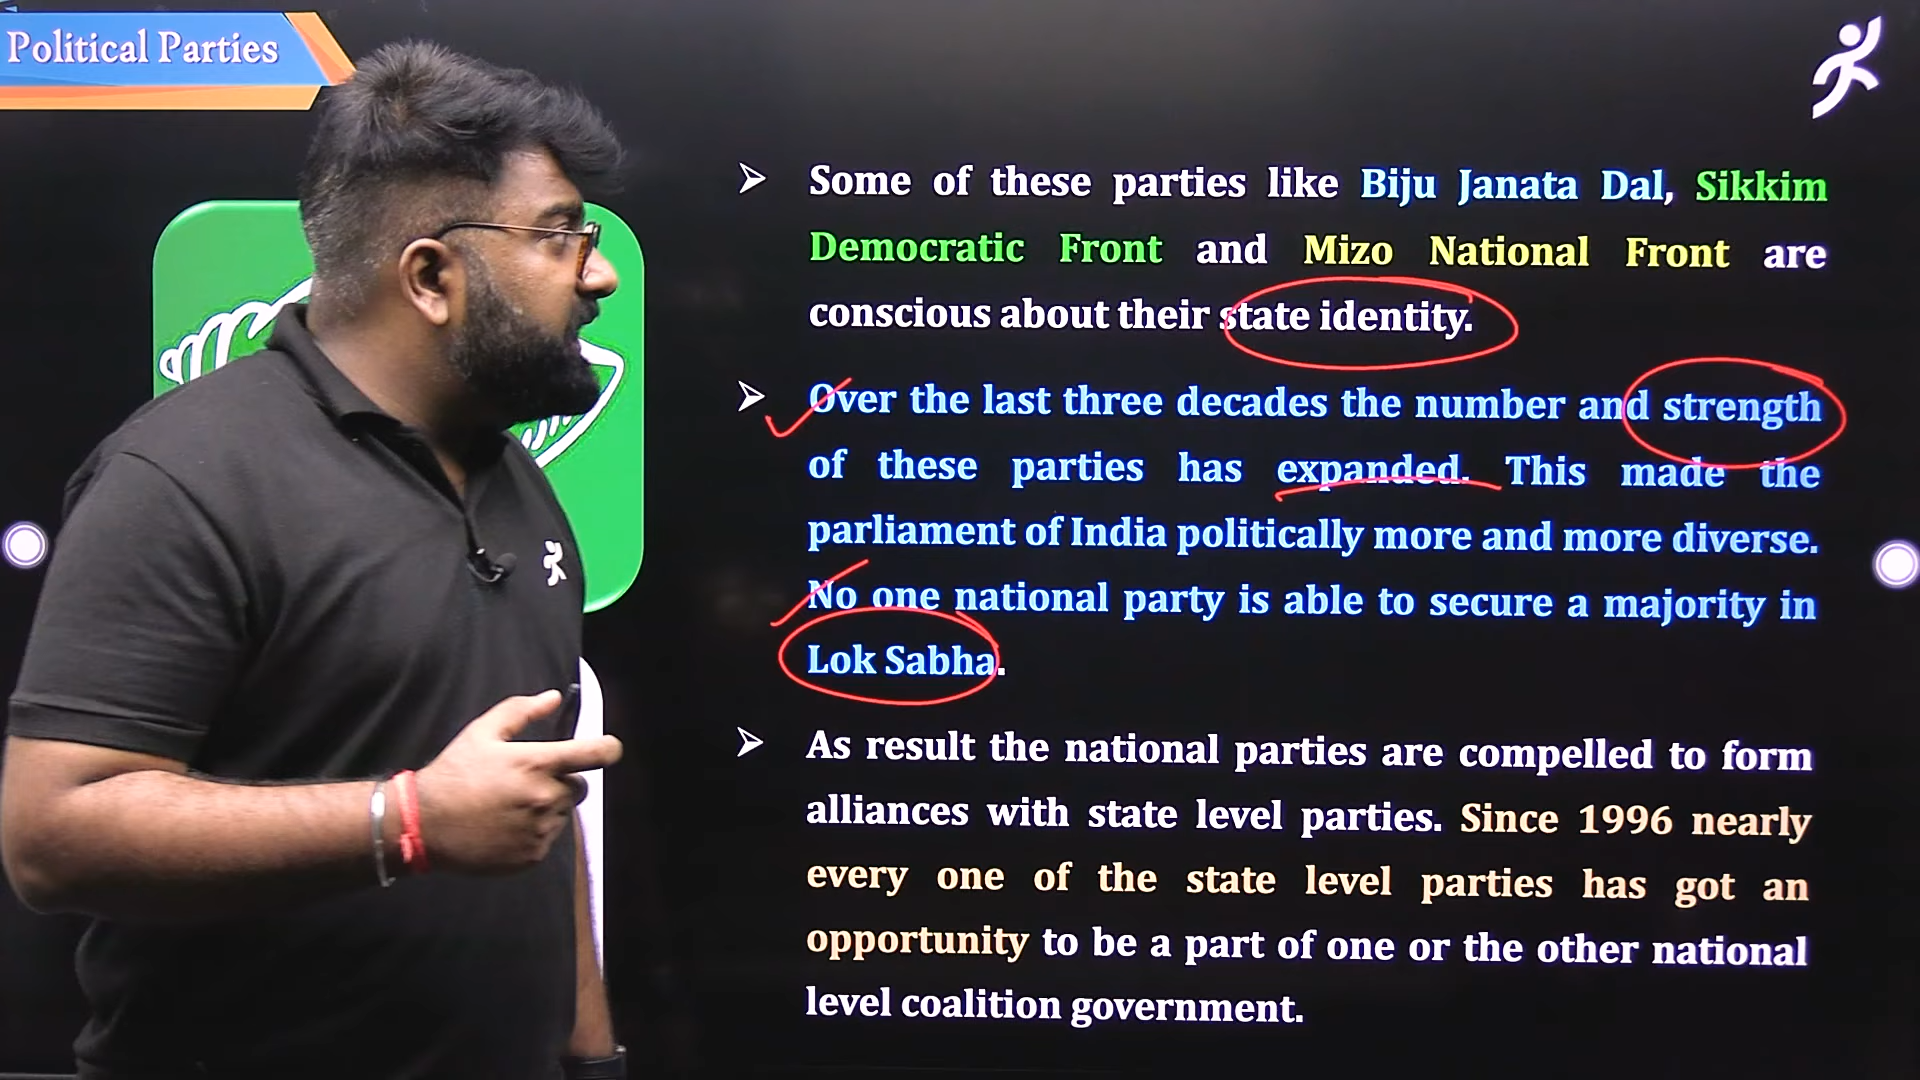 Political Parties
Some of these parties like Biju Janata Dal, Sikkim
Democratic Front and Mizo National Front are
conscious about their state identity.
Over the last three decades the number and strength
of these parties has expanded. This made the
parliament of India politically more and more diverse.
No one national party is able to secure a majority in
Lok Sabha.
As result the national parties are compelled to form
alliances with state level parties. Since 1996 nearly
every one of the state level parties has got an
opportunity to be a part of one or the other national
level coalition government.